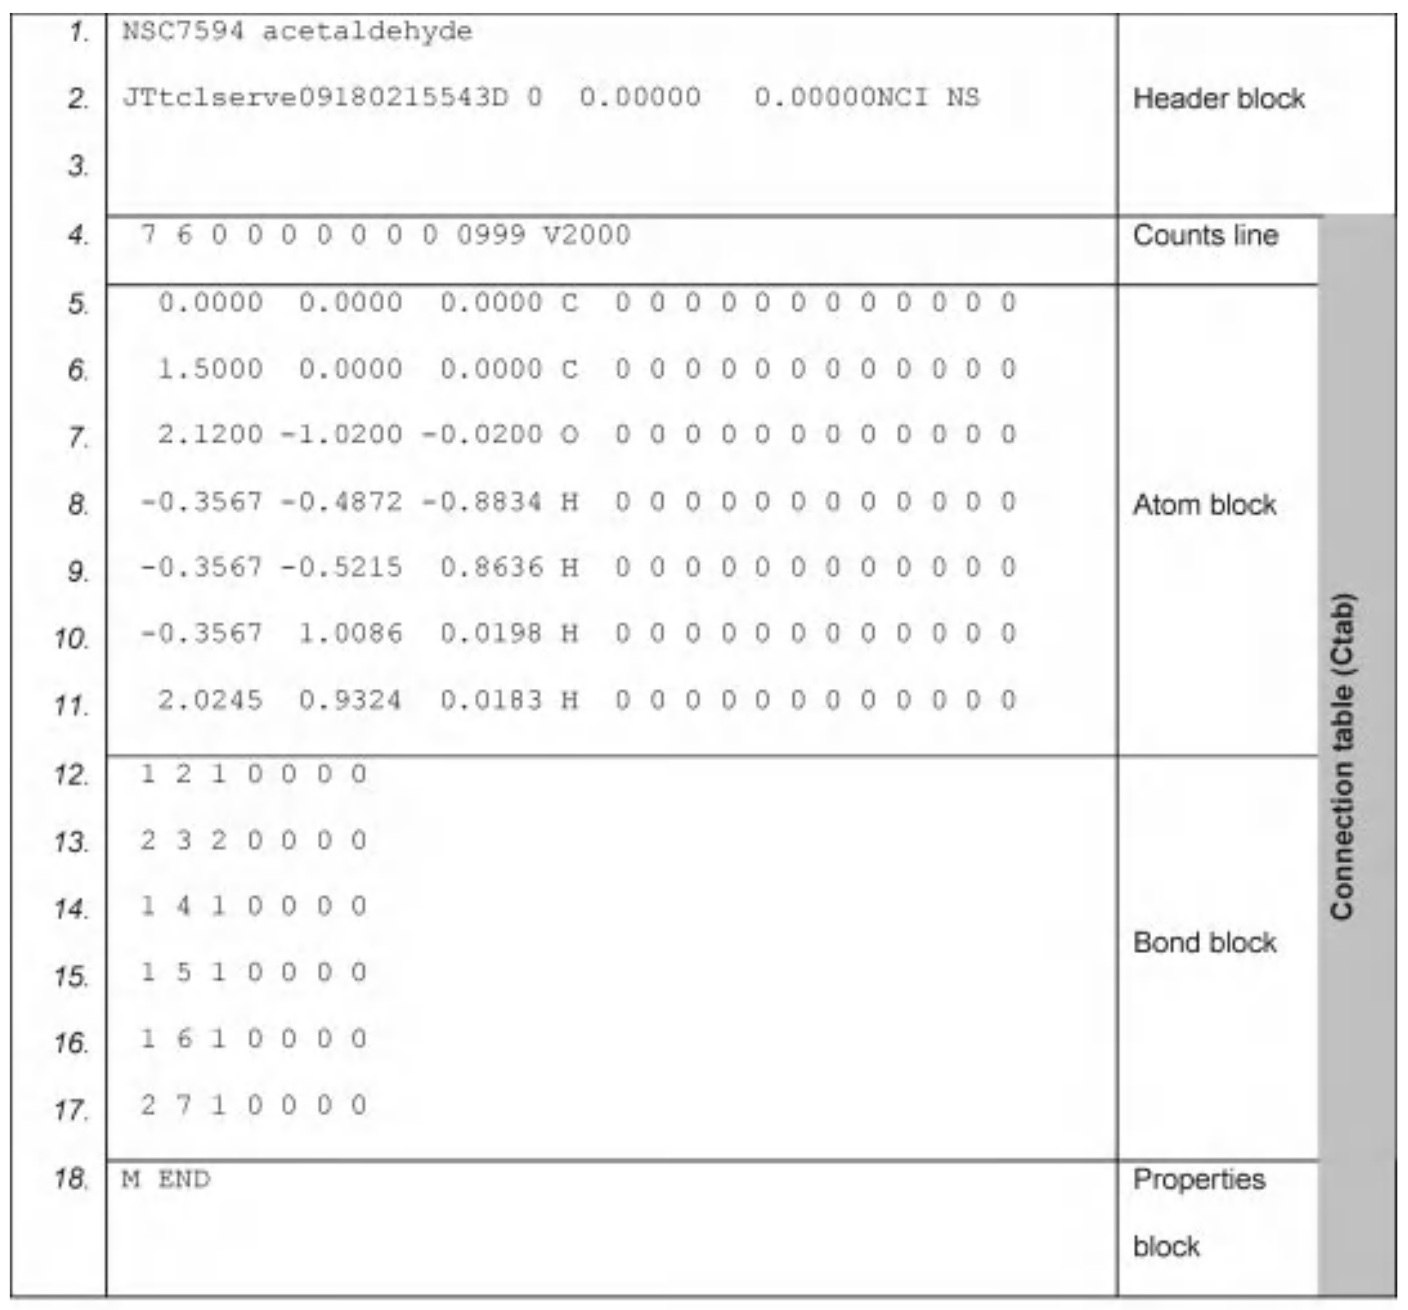 1. NSC7594 acetaldehyde
2. JTtclserve09180215543D 0 0.00000 0.00000NCI NS Header block
3.
4. 7 6 0 0 0 0 0 0 0 0999 V2000 Counts line
5. 0.0000 0.0000 0.0000 C 0 0 0 0 0 0 0 0 0 0 0 0
6. 1.5000 0.0000 0.0000 C 0 0 0 0 0 0 0 0 0 0 0 0
7. 2.1200 -1.0200 -0.0200 O 0 0 0 0 0 0 0 0 0 0 0 0
8. -0.3567 -0.4872 -0.8834 H 0 0 0 0 0 0 0 0 0 0 0 0 Atom block
9. -0.3567 -0.5215 0.8636 H 0 0 0 0 0 0 0 0 0 0 0 0
10. -0.3567 1.0086 0.0198 H 0 0 0 0 0 0 0 0 0 0 0 0
11. 2.0245 0.9324 0.0183 H 0 0 0 0 0 0 0 0 0 0 0 0
12. 1 2 1 0 0 0 0
13. 2 3 2 0 0 0 0
14. 1 4 1 0 0 0 0
Bond block
15. 1 5 1 0 0 0 0
16. 1 6 1 0 0 0 0
17. 2 7 1 0 0 0 0
18. M END Properties
block
Connection table (Ctab)